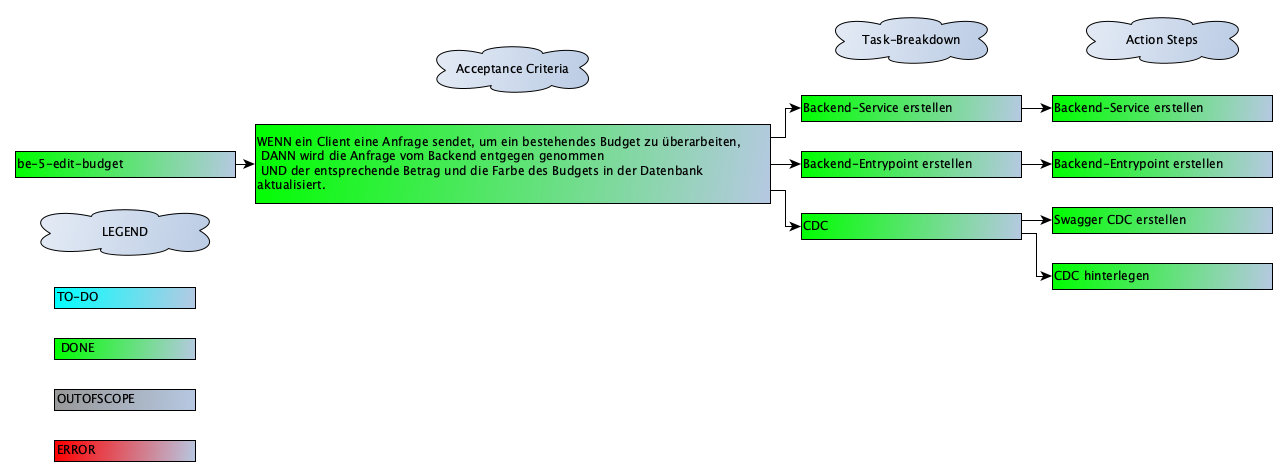 Task-Breakdown
Action Steps
Acceptance Criteria
Backend-Service erstellen
Backend-Service erstellen
WENN ein Client eine Anfrage sendet, um ein bestehendes Budget zu überarbeiten,
DANN wird die Anfrage vom Backend entgegen genommen
UND der entsprechende Betrag und die Farbe des Budgets in der Datenbank
aktualisiert.
be-5-edit-budget
Backend-Entrypoint erstellen
Backend-Entrypoint erstellen
CDC
Swagger CDC erstellen
CDC hinterlegen
LEGEND
TO-DO
DONE
OUTOFSCOPE
ERROR